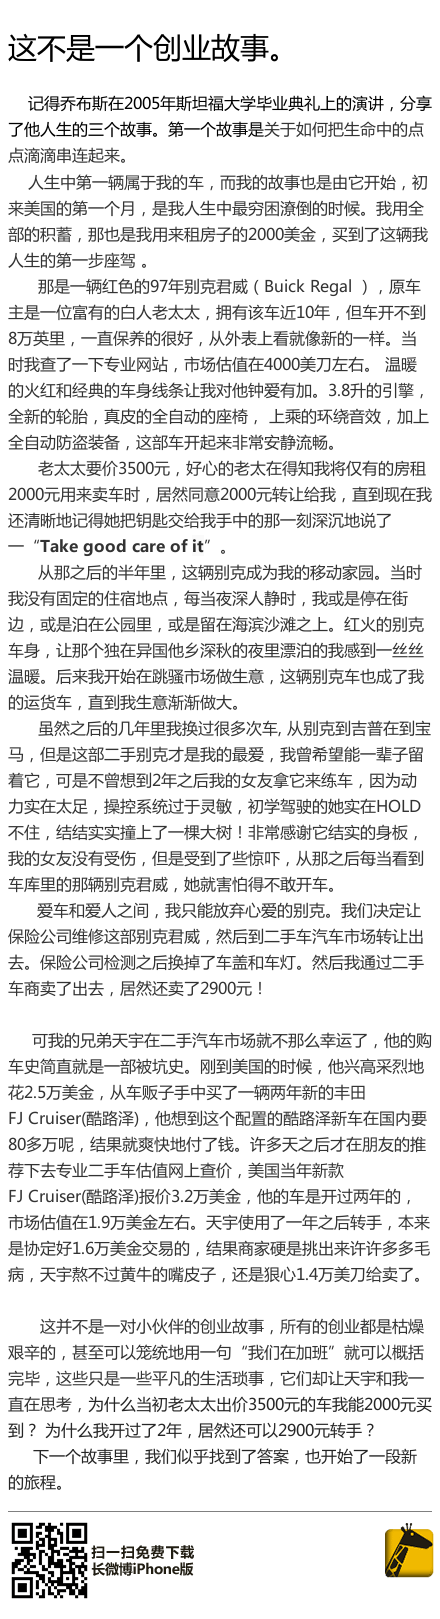 这不是一个创业故事。
记得乔布斯在2005年斯坦福大学毕业典礼上的演讲，分享
了他人生的三个故事。第一个故事是关于如何把生命中的点
点滴滴串连起来。
人生中第一辆属于我的车，而我的故事也是由它开始，初
来美国的第一个月，是我人生中最穷困潦倒的时候。我用全
部的积蓄，那也是我用来租房子的2000美金，买到了这辆我
人生的第一步座驾 。
那是一辆红色的97年别克君威（Buick Regal ），原车
主是一位富有的白人老太太，拥有该车近10年，但车开不到
8万英里，一直保养的很好，从外表上看就像新的一样。当
时我查了一下专业网站，市场估值在4000美刀左右。 温暖
的火红和经典的车身线条让我对他钟爱有加。3.8升的引擎，
全新的轮胎，真皮的全自动的座椅， 上乘的环绕音效，加上
全自动防盗装备，这部车开起来非常安静流畅。
老太太要价3500元，好心的老太在得知我将仅有的房租
2000元用来卖车时，居然同意2000元转让给我，直到现在我
还清晰地记得她把钥匙交给我手中的那一刻深沉地说了
一“Take good care of it”。
从那之后的半年里，这辆别克成为我的移动家园。当时
我没有固定的住宿地点，每当夜深人静时，我或是停在街
边，或是泊在公园里，或是留在海滨沙滩之上。红火的别克
车身，让那个独在异国他乡深秋的夜里漂泊的我感到一丝丝
温暖。后来我开始在跳骚市场做生意，这辆别克车也成了我
的运货车，直到我生意渐渐做大。
虽然之后的几年里我换过很多次车, 从别克到吉普在到宝
马，但是这部二手别克才是我的最爱，我曾希望能一辈子留
着它，可是不曾想到2年之后我的女友拿它来练车，因为动
力实在太足，操控系统过于灵敏，初学驾驶的她实在HOLD
不住，结结实实撞上了一棵大树！非常感谢它结实的身板，
我的女友没有受伤，但是受到了些惊吓，从那之后每当看到
车库里的那辆别克君威，她就害怕得不敢开车。
爱车和爱人之间，我只能放弃心爱的别克。我们决定让
保险公司维修这部别克君威，然后到二手车汽车市场转让出
去。保险公司检测之后换掉了车盖和车灯。然后我通过二手
车商卖了出去，居然还卖了2900元！
可我的兄弟天宇在二手汽车市场就不那么幸运了，他的购
车史简直就是一部被坑史。刚到美国的时候，他兴高采烈地
花2.5万美金，从车贩子手中买了一辆两年新的丰田
FJ Cruiser(酷路泽)，他想到这个配置的酷路泽新车在国内要
80多万呢，结果就爽快地付了钱。许多天之后才在朋友的推
荐下去专业二手车估值网上查价，美国当年新款
FJ Cruiser(酷路泽)报价3.2万美金，他的车是开过两年的，
市场估值在1.9万美金左右。天宇使用了一年之后转手，本来
是协定好1.6万美金交易的，结果商家硬是挑出来许许多多毛
病，天宇熬不过黄牛的嘴皮子，还是狠心1.4万美刀给卖了。
这并不是一对小伙伴的创业故事，所有的创业都是枯燥
艰辛的，甚至可以笼统地用一句“我们在加班”就可以概括
完毕，这些只是一些平凡的生活琐事，它们却让天宇和我一
直在思考，为什么当初老太太出价3500元的车我能2000元买
到？ 为什么我开过了2年，居然还可以2900元转手？
下一个故事里，我们似乎找到了答案，也开始了一段新
的旅程。
扫一扫免费下载
长微博iPhone版